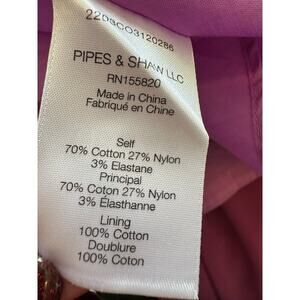 22D3CO3120286
PIPES & SHAW LLC
RN155820
Made in China
Fabriqué en Chine
Self
70% Cotton 27% Nylon
3% Elastane
Principal
70% Coton 27% Nylon
3% Élasthanne
Lining
100% Cotton
Doublure
100% Coton